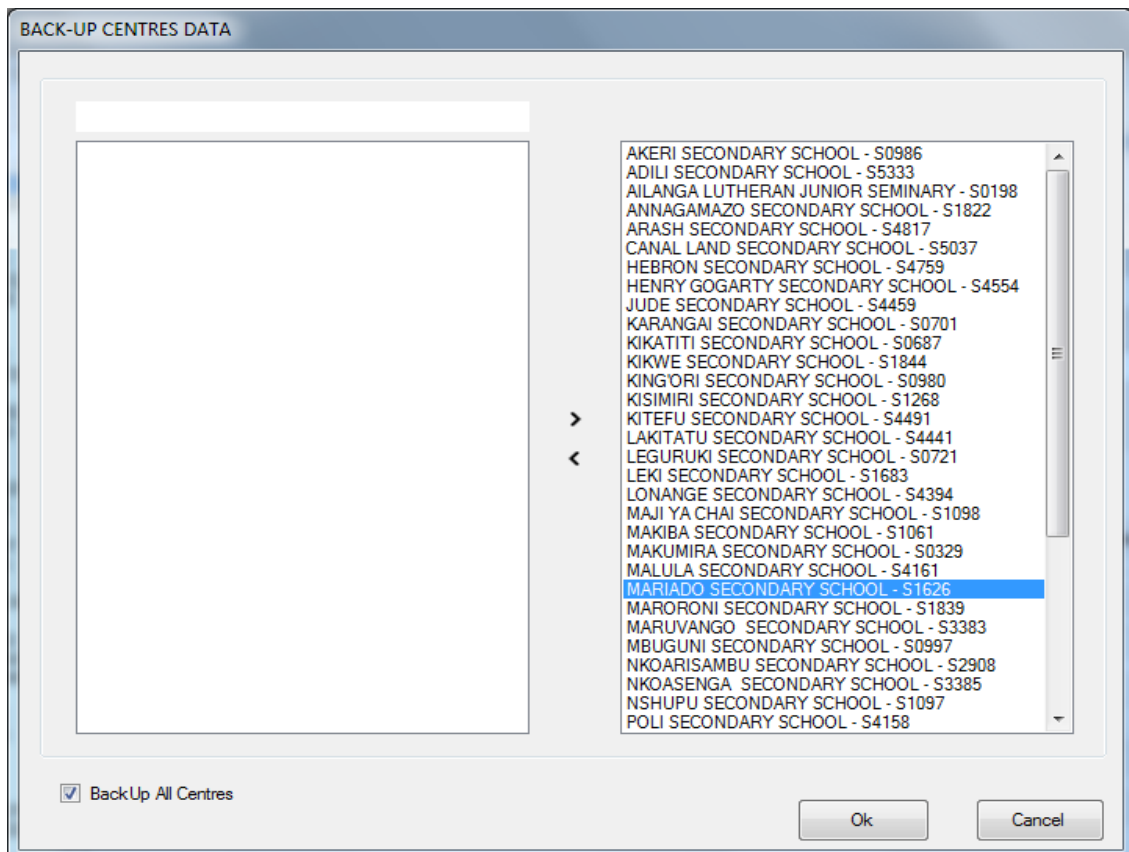 BACK-UP CENTRES DATA
AKERI SECONDARY SCHOOL - S0986
ADILI SECONDARY SCHOOL - S5333
AILANGA LUTHERAN JUNIOR SEMINARY - S0198
ANNAGAMAZO SECONDARY SCHOOL - S1822
ARASH SECONDARY SCHOOL - S4817
CANAL LAND SECONDARY SCHOOL - S5037
HEBRON SECONDARY SCHOOL - S4759
HENRY GOGARTY SECONDARY SCHOOL - S4554
JUDE SECONDARY SCHOOL - S4459
KARANGAI SECONDARY SCHOOL - S0701
KIKATITI SECONDARY SCHOOL - S0687
KIKWE SECONDARY SCHOOL - S1844
KING'ORI SECONDARY SCHOOL - S0980
KISIMIRI SECONDARY SCHOOL - S1268
KITEFU SECONDARY SCHOOL - S4491
LAKITATU SECONDARY SCHOOL - S4441
LEGURUKI SECONDARY SCHOOL - S0721
LEKI SECONDARY SCHOOL - S1683
LONANGE SECONDARY SCHOOL - S4394
MAJI YA CHAI SECONDARY SCHOOL - S1098
MAKIBA SECONDARY SCHOOL - S1061
MAKUMIRA SECONDARY SCHOOL - S0329
MALULA SECONDARY SCHOOL - S4161
MARIADO SECONDARY SCHOOL - S1626
MARORONI SECONDARY SCHOOL - S1839
MARUVANGO  SECONDARY SCHOOL - S3383
MBUGUNI SECONDARY SCHOOL - S0997
NKOARISAMBU SECONDARY SCHOOL - S2908
NKOASENGA  SECONDARY SCHOOL - S3385
NSHUPU SECONDARY SCHOOL - S1097
POLI SECONDARY SCHOOL - S4158
>
<
BackUp All Centres
Ok
Cancel